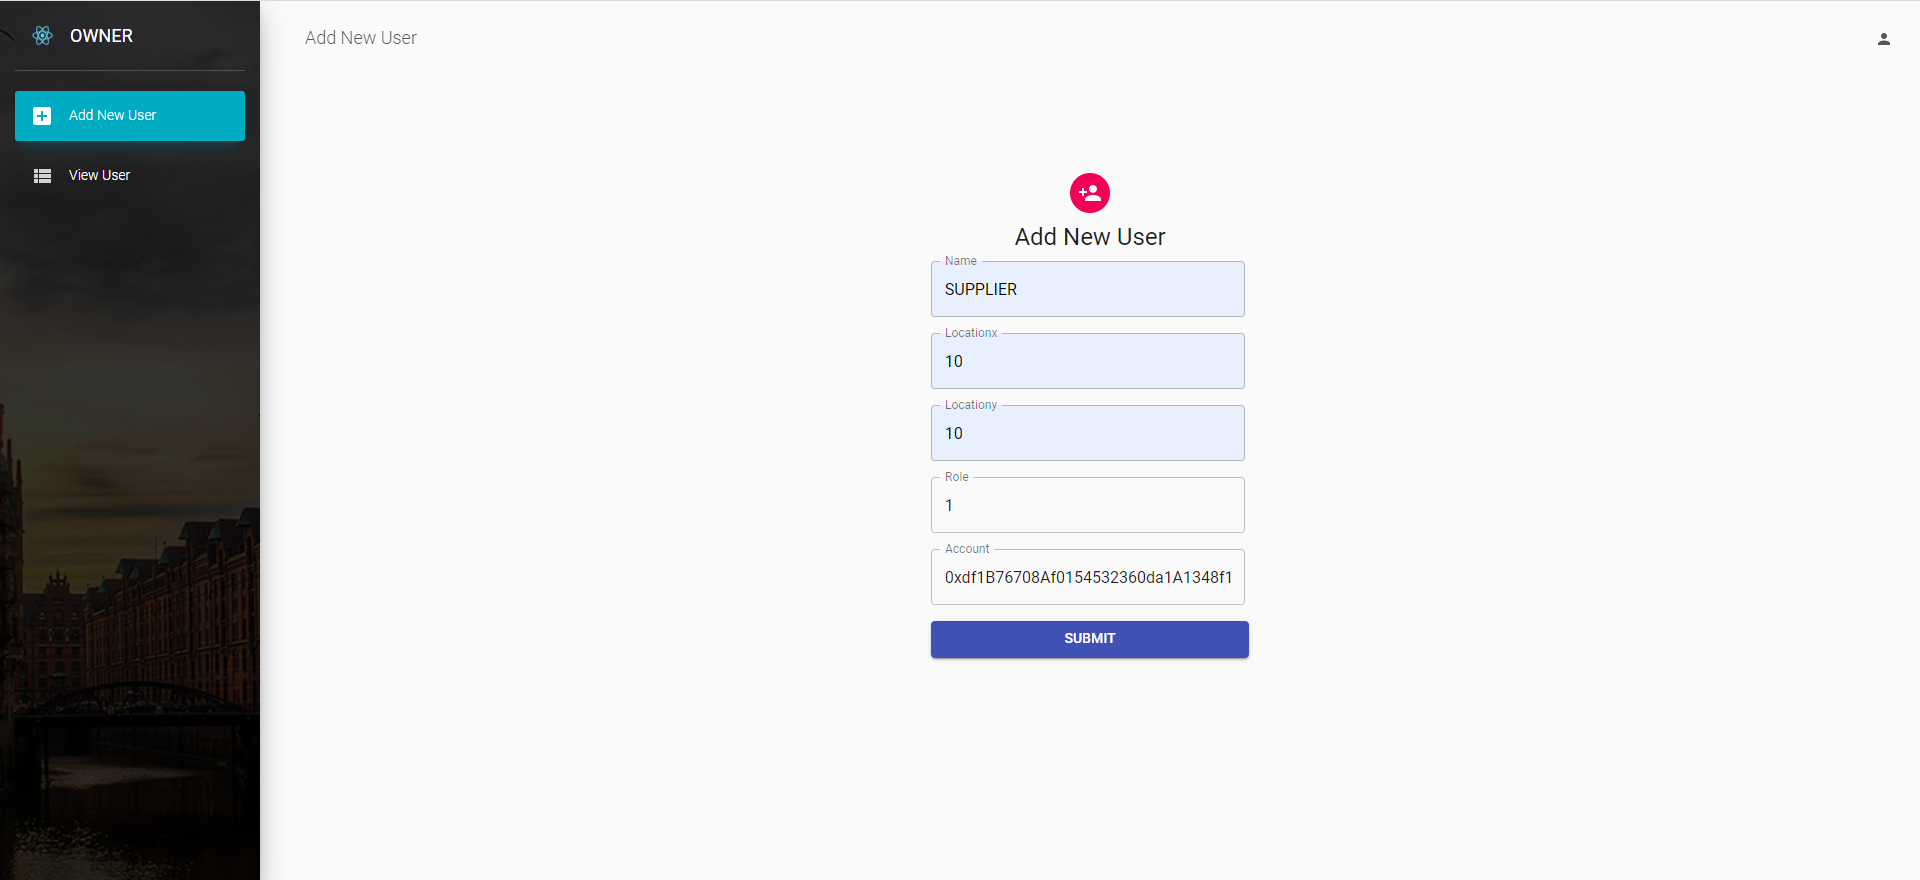 OWNER
Add New User
View User
Add New User
Add New User
Name
SUPPLIER
Locationx
10
Locationy
10
Role
1
Account
0xdf1B76708Af0154532360da1A1348f1
SUBMIT